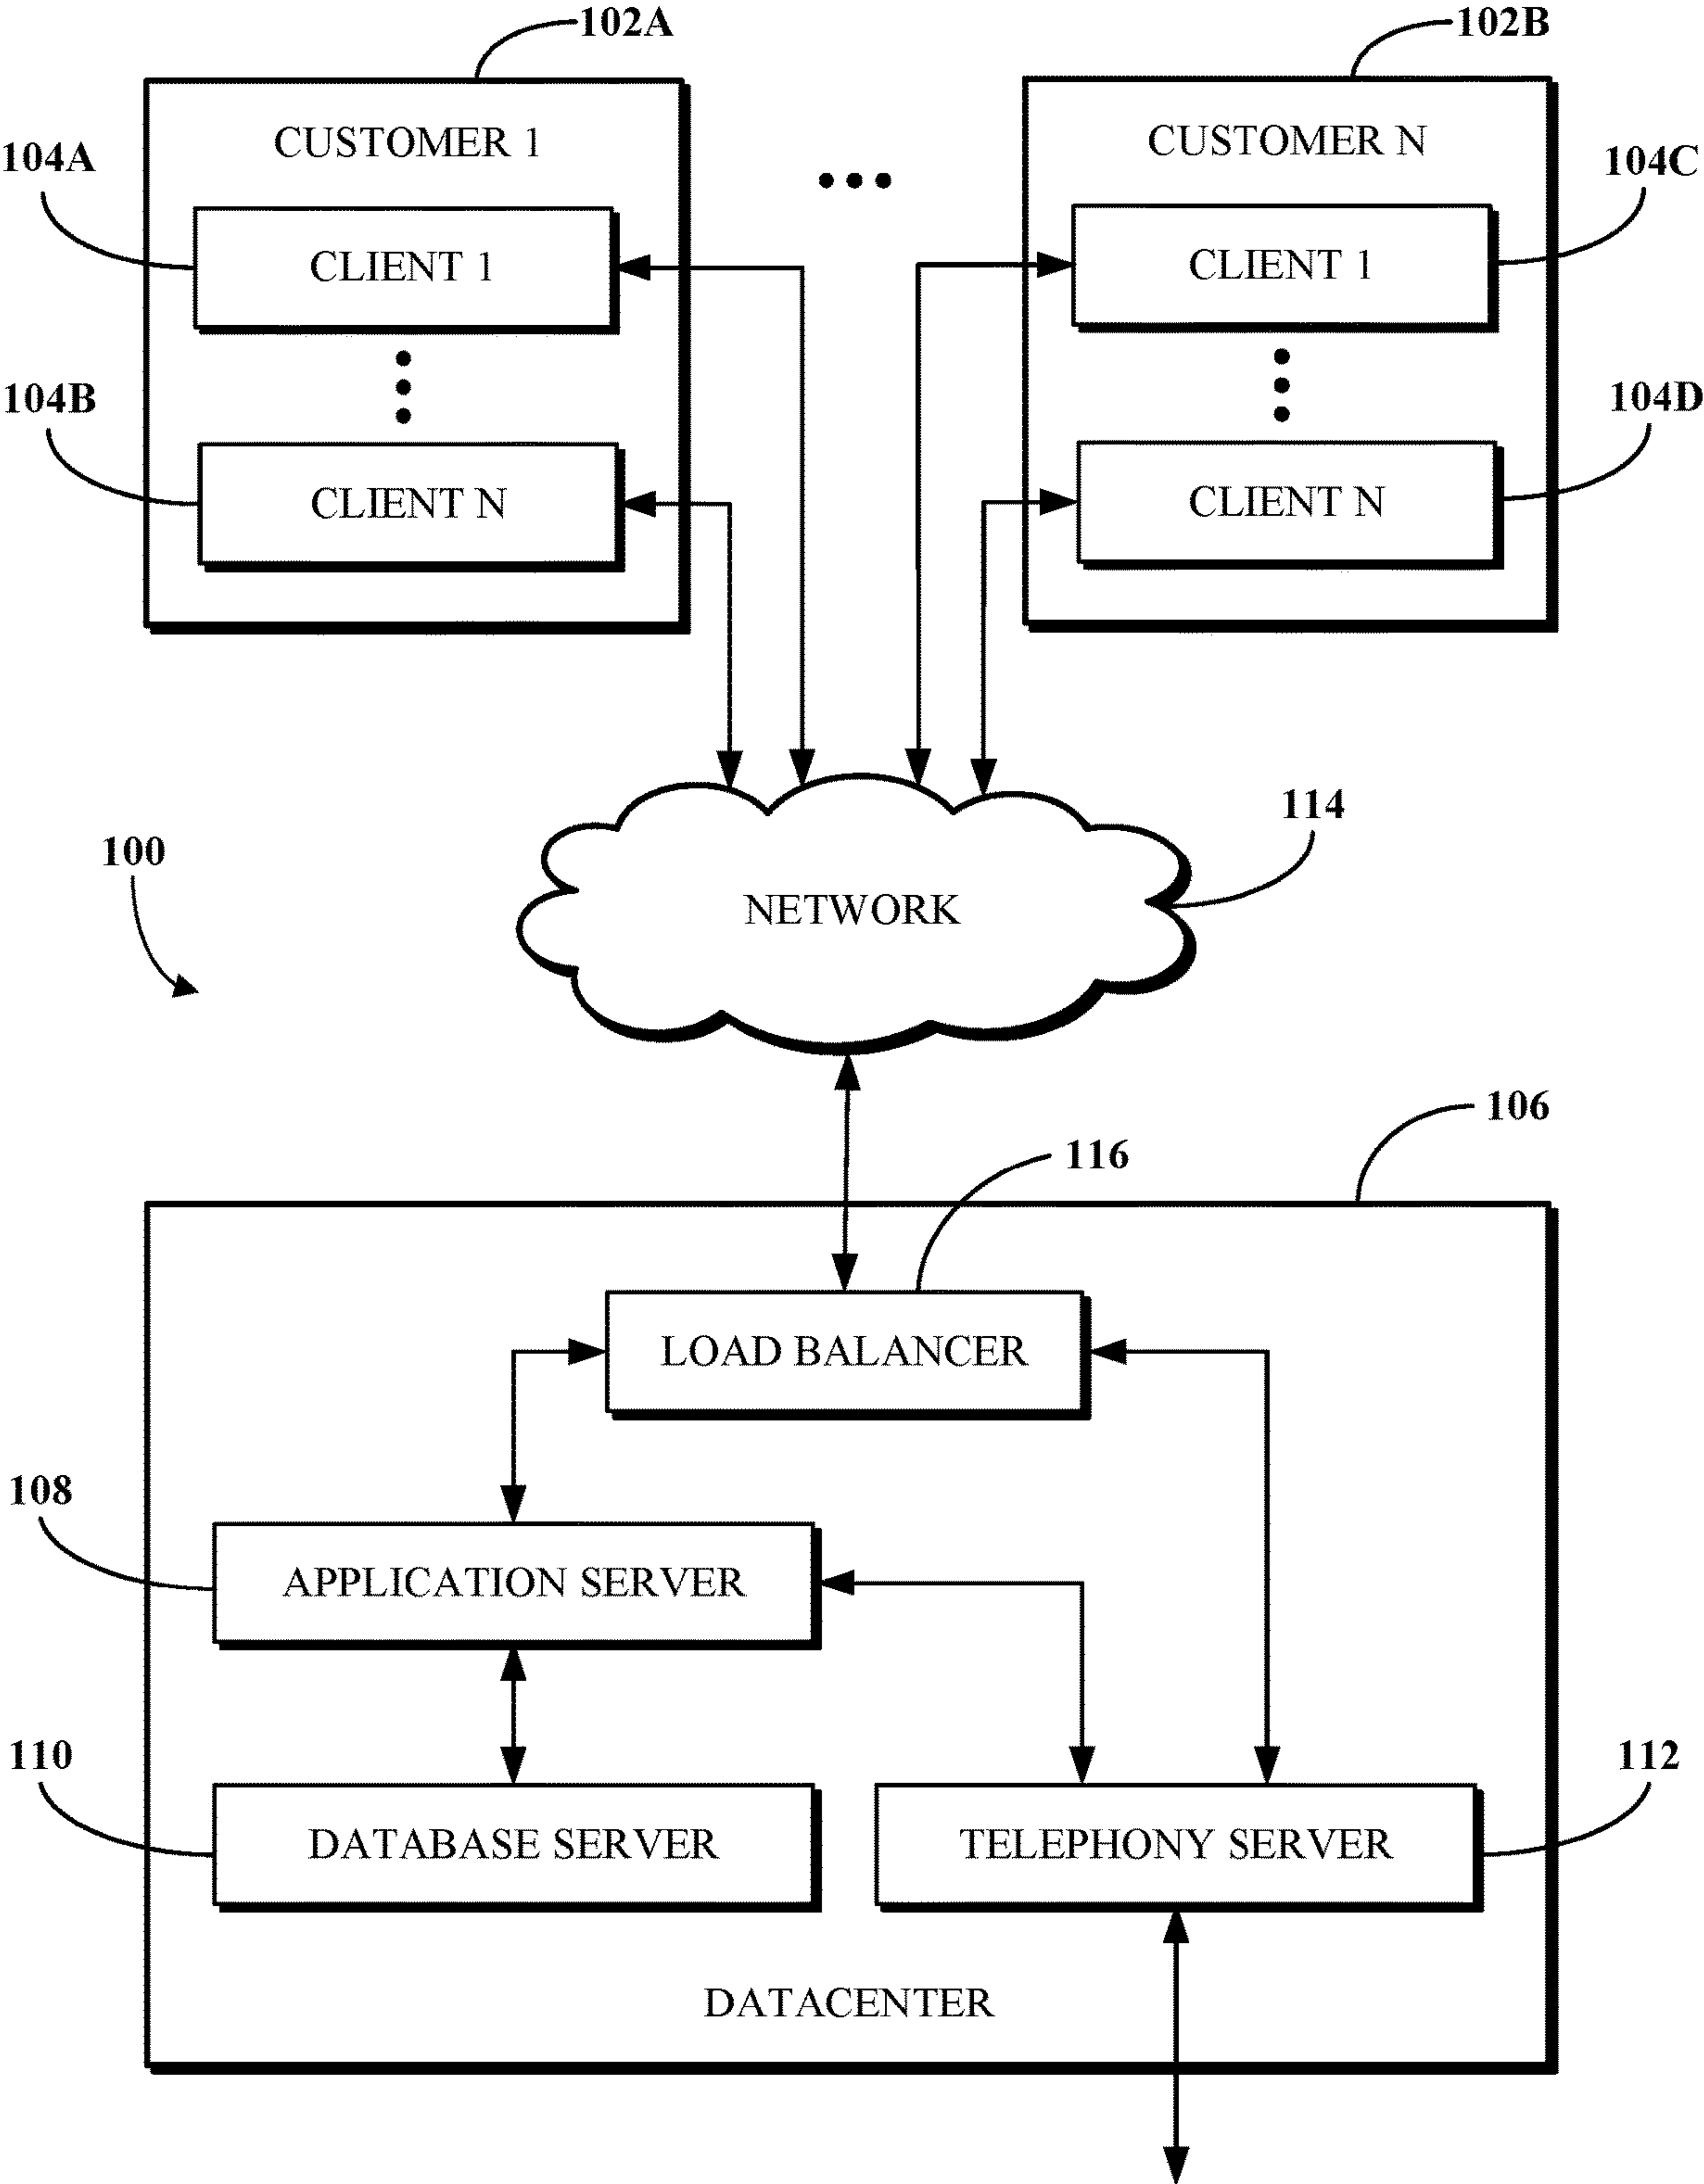 102A
102B
CUSTOMER 1
CUSTOMER N
104A
104C
CLIENT 1
CLIENT 1
104B
104D
CLIENT N
CLIENT N
114
100
NETWORK
106
116
LOAD BALANCER
108
APPLICATION SERVER
110
112
DATABASE SERVER
TELEPHONY SERVER
DATACENTER